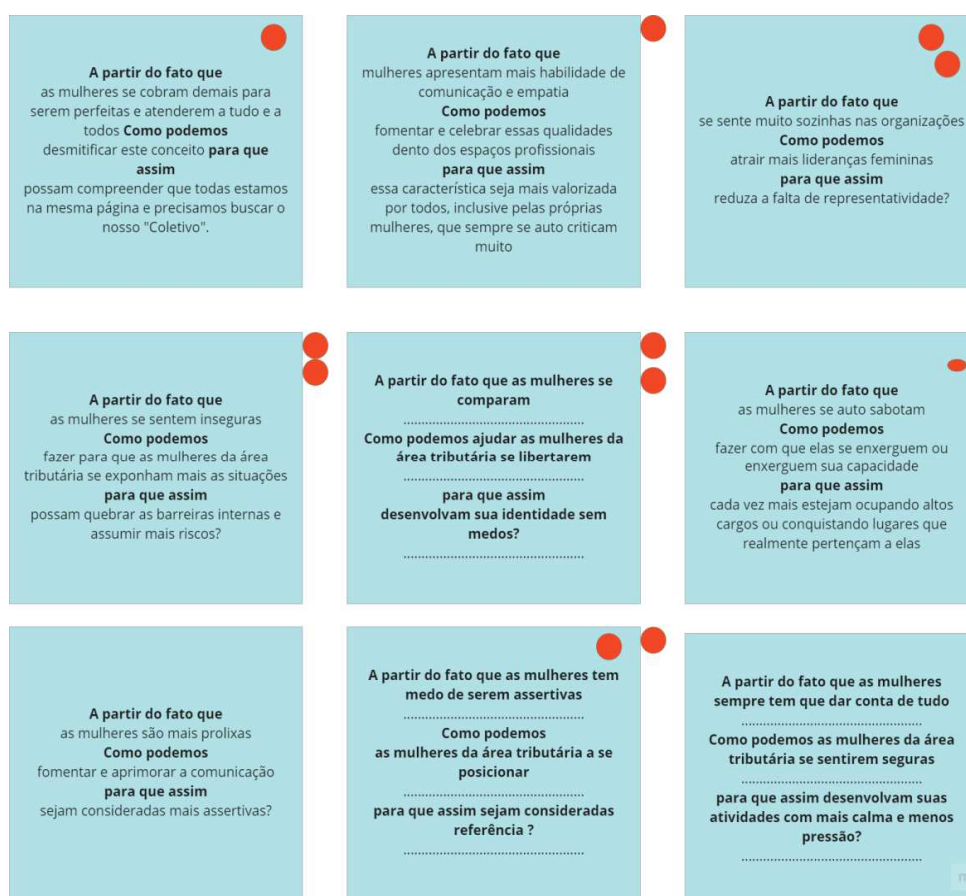 A partir do fato que
as mulheres se cobram demais para
serem perfeitas e atenderem a tudo e a
todos Como podemos
desmitificar este conceito para que
assim
possam compreender que todas estamos
na mesma página e precisamos buscar o
nosso "Coletivo".
A partir do fato que
mulheres apresentam mais habilidade de
comunicação e empatia
Como podemos
fomentar e celebrar essas qualidades
dento dos espaços profissionais
para que assim
essa característica seja mais valorizada
por todos, inclusive pelas próprias
mulheres, que sempre se auto criticam
muito
A partir do fato que
se sente muito sozinhas nas organizações
Como podemos
atrair mais lideranças femininas
para que assim
reduza a falta de representatividade?
A partir do fato que
as mulheres se sentem inseguras
Como podemos
fazer para que as mulheres da área
tributária se exponham mais as situações
para que assim
possam quebrar as barreiras internas e
assumir mais riscos?
A partir do fato que as mulheres se
comparam
..................................................
Como podemos ajudar as mulheres da
área tributária se libertarem
..................................................
para que assim
desenvolvam sua identidade sem
medos?
..................................................
A partir do fato que
as mulheres se auto sabotam
Como podemos
fazer com que elas se enxerguem ou
enxerguem sua capacidade
para que assim
cada vez mais estejam ocupando altos
cargos ou conquistando lugares que
realmente pertençam a elas
A partir do fato que
as mulheres são mais prolixas
Como podemos
fomentar e aprimorar a comunicação
para que assim
sejam consideradas mais assertivas?
A partir do fato que as mulheres tem
medo de serem assertivas
..................................................
Como podemos
as mulheres da área tributária a se
posicionar
..................................................
para que assim sejam consideradas
referência ?
..................................................
A partir do fato que as mulheres
sempre tem que dar conta de tudo
..................................................
Como podemos as mulheres da área
tributária se sentirem seguras
..................................................
para que assim desenvolvam suas
atividades com mais calma e menos
pressão?
..................................................